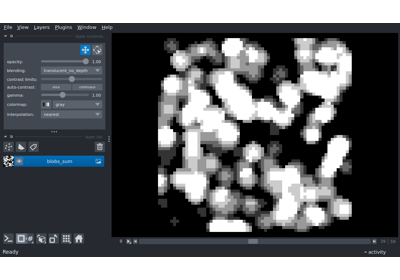 File View Layers Plugins Window Help
opacity: 1.00
blending: translucent_no_depth
contrast limits:
auto-contrast: once continuous
gamma: 1.00
colormap: gray
interpolation: nearest
blobs_sum
Ready
activity